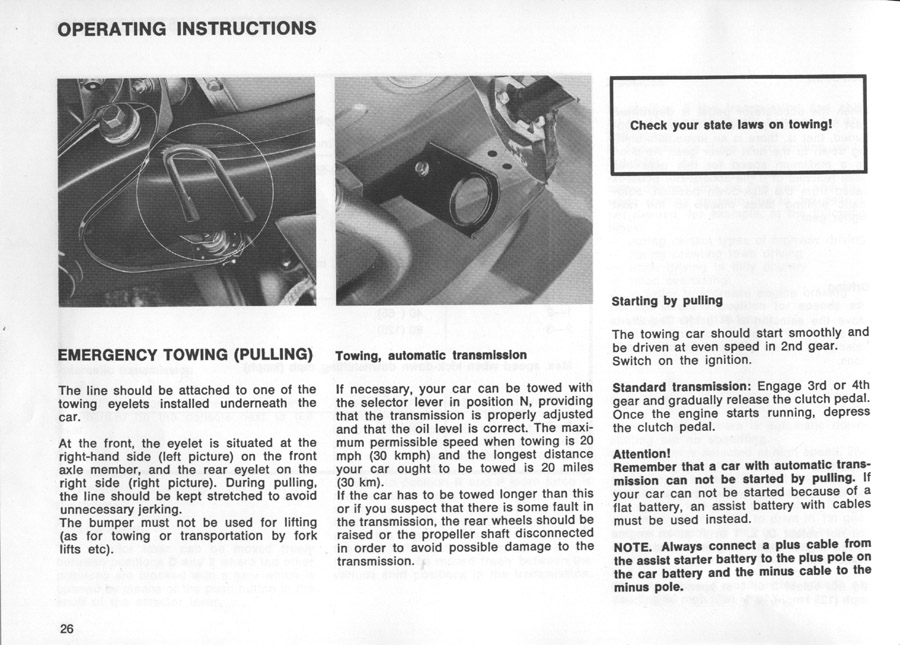 OPERATING INSTRUCTIONS
EMERGENCY TOWING (PULLING)
The line should be attached to one of the
towing eyelets installed underneath the
car.
At the front, the eyelet is situated at the
right-hand side (left picture) on the front
axle member, and the rear eyelet on the
right side (right picture). During pulling,
the line should be kept stretched to avoid
unnecessary jerking.
The bumper must not be used for lifting
(as for towing or transportation by fork
lifts etc).
Towing, automatic transmission
If necessary, your car can be towed with
the selector lever in position N, providing
that the transmission is properly adjusted
and that the oil level is correct. The maxi-
mum permissible speed when towing is 20
mph (30 kmph) and the longest distance
your car ought to be towed is 20 miles
(30 km).
If the car has to be towed longer than this
or if you suspect that there is some fault in
the transmission, the rear wheels should be
raised or the propeller shaft disconnected
in order to avoid possible damage to the
transmission.
Check your state laws on towing!
Starting by pulling
The towing car should start smoothly and
be driven at even speed in 2nd gear.
Switch on the ignition.
Standard transmission: Engage 3rd or 4th
gear and gradually release the clutch pedal.
Once the engine starts running, depress
the clutch pedal.
Attention!
Remember that a car with automatic trans-
mission can not be started by pulling. If
your car can not be started because of a
flat battery, an assist battery with cables
must be used instead.
NOTE. Always connect a plus cable from
the assist starter battery to the plus pole on
the car battery and the minus cable to the
minus pole.
26